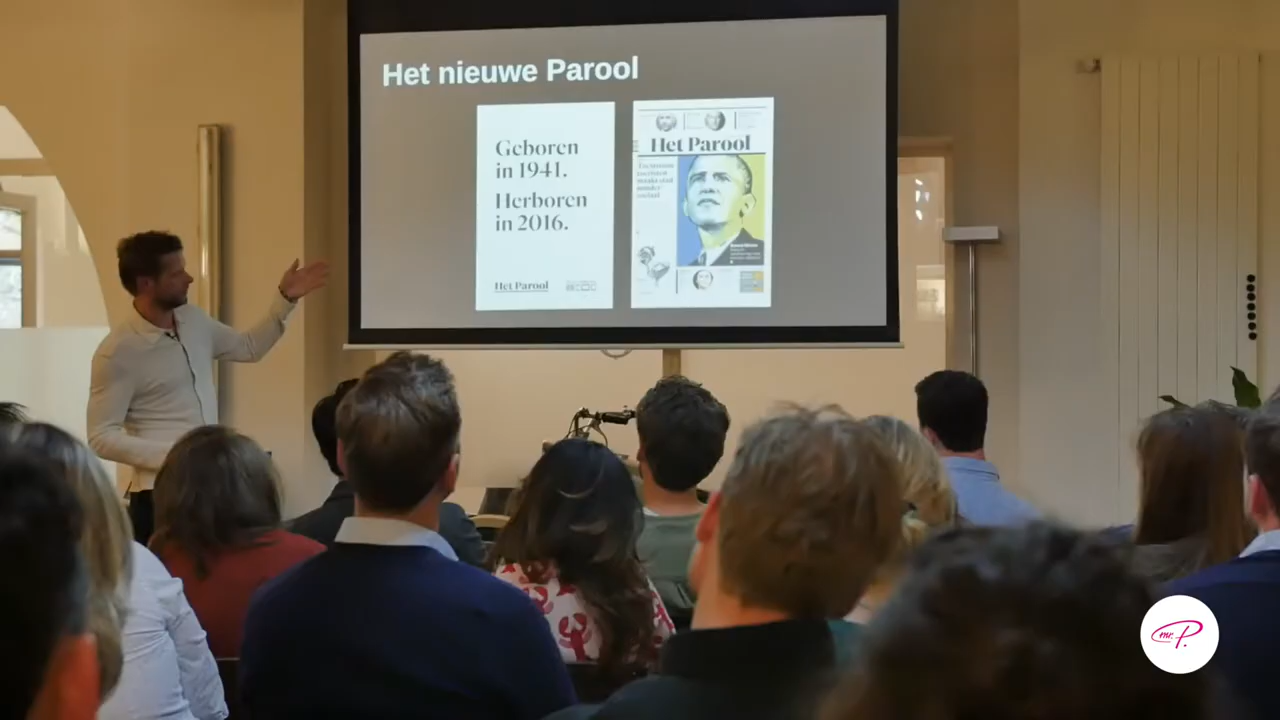 Het nieuwe Parool
Geboren
in 1941.
Herboren
in 2016.
Het Parool
Het Parool
mr. P.